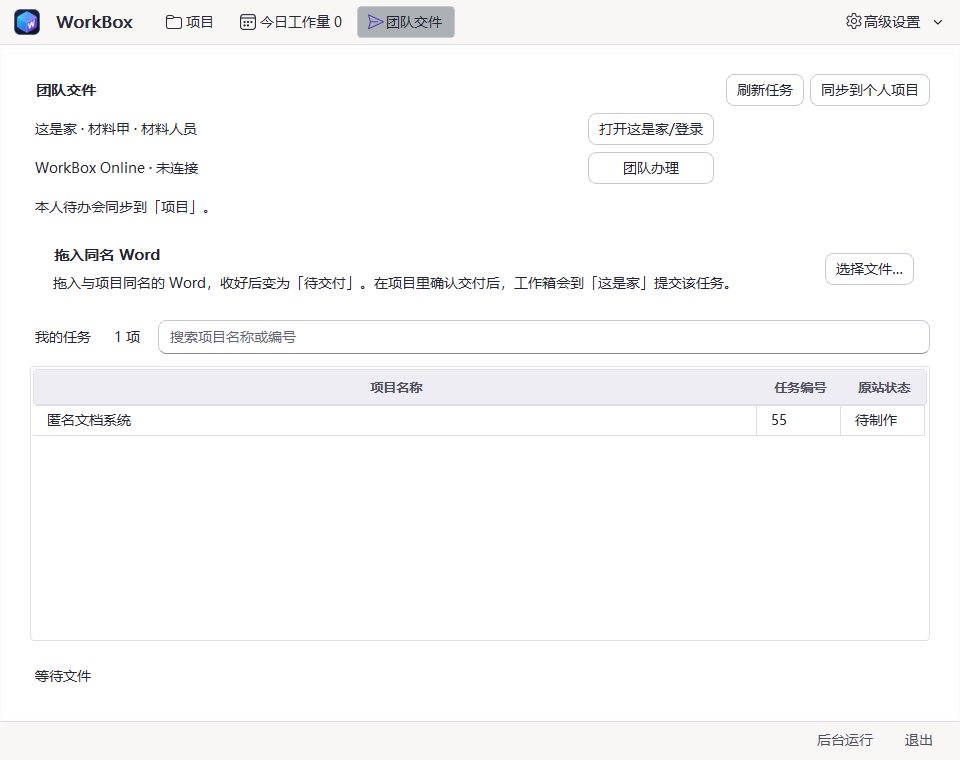 WorkBox 项目 今日工作量 0 团队交件 高级设置
团队交件 刷新任务 同步到个人项目
这是家 · 材料甲 · 材料人员 打开这是家/登录
WorkBox Online · 未连接 团队办理
本人待办会同步到「项目」。
拖入同名 Word
拖入与项目同名的 Word，收好后变为「待交付」。在项目里确认交付后，工作箱会到「这是家」提交该任务。 选择文件...
我的任务 1 项 搜索项目名称或编号
项目名称 任务编号 原站状态
匿名文档系统 55 待制作
等待文件
后台运行 退出